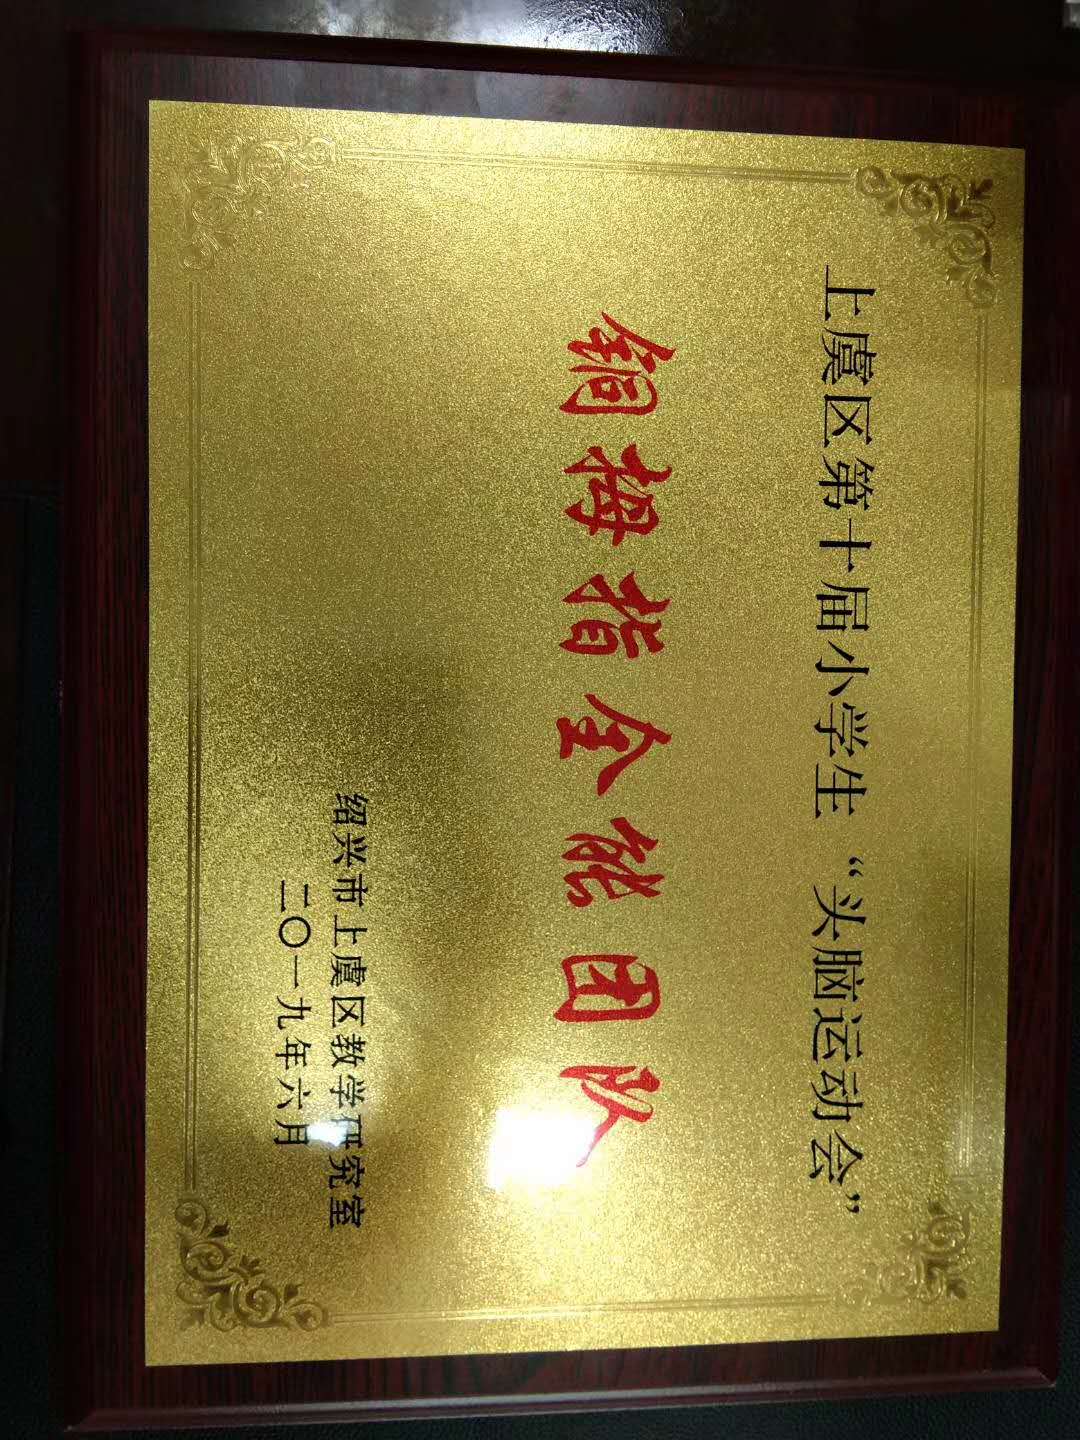 上虞区第十届小学生“头脑运动会”
铜拇指全能团队
绍兴市上虞区教学研究室
二〇一九年六月